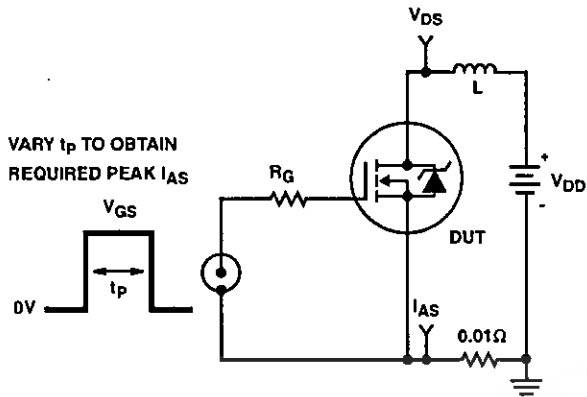 VDS
L
VARY tP TO OBTAIN
REQUIRED PEAK IAS
RG
+
VDD
-
VGS
DUT
tP
0V
IAS
0.01Ω